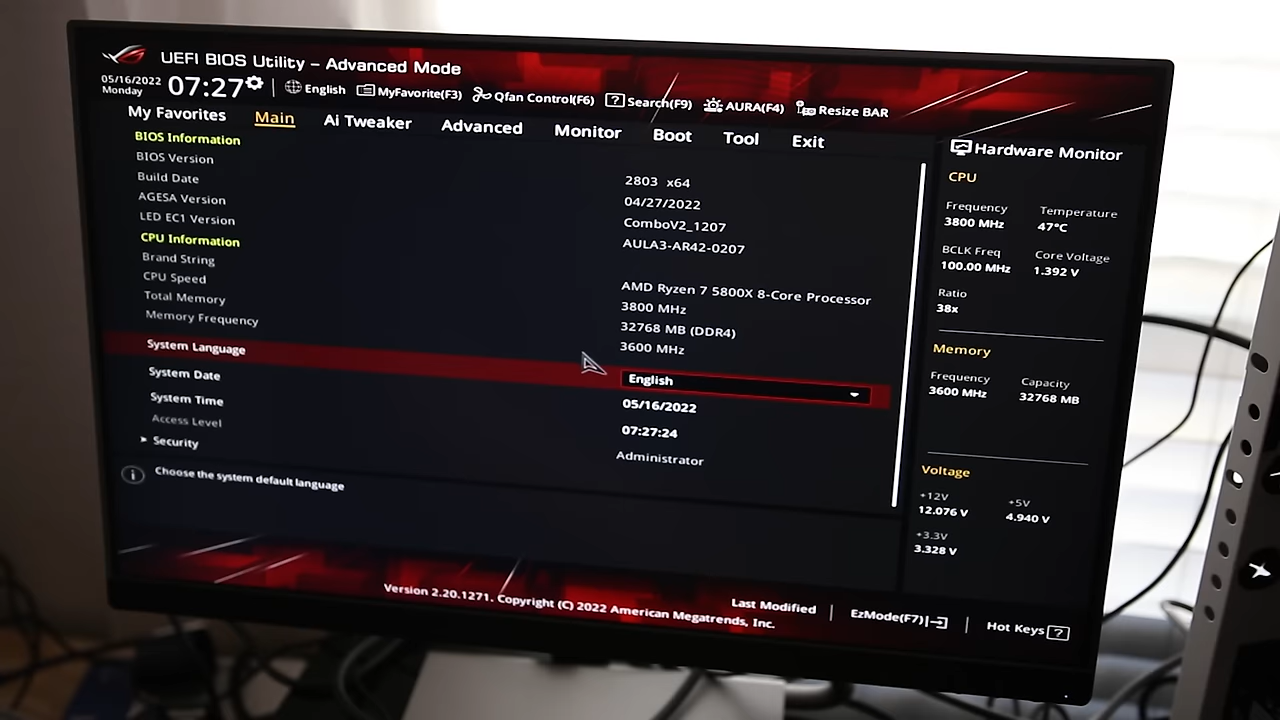 UEFI BIOS Utility – Advanced Mode
05/16/2022
Monday
07:27
English
MyFavorite(F3)
Qfan Control(F6)
Search(F9)
AURA(F4)
Resize BAR
My Favorites
Main
Ai Tweaker
Advanced
Monitor
Boot
Tool
Exit
BIOS Information
BIOS Version
2803 x64
Build Date
04/27/2022
AGESA Version
ComboV2_1207
LED EC1 Version
AULA3-AR42-0207
CPU Information
Brand String
AMD Ryzen 7 5800X 8-Core Processor
CPU Speed
3800 MHz
Total Memory
32768 MB (DDR4)
Memory Frequency
3600 MHz
System Language
English
System Date
05/16/2022
System Time
07:27:24
Access Level
Administrator
Security
Choose the system default language
Hardware Monitor
CPU
Frequency
3800 MHz
Temperature
47°C
BCLK Freq
100.00 MHz
Core Voltage
1.392 V
Ratio
38x
Memory
Frequency
3600 MHz
Capacity
32768 MB
Voltage
+12V
12.076 V
+5V
4.940 V
+3.3V
3.328 V
Version 2.20.1271. Copyright (C) 2022 American Megatrends, Inc.
Last Modified
EzMode(F7)
Hot Keys ?